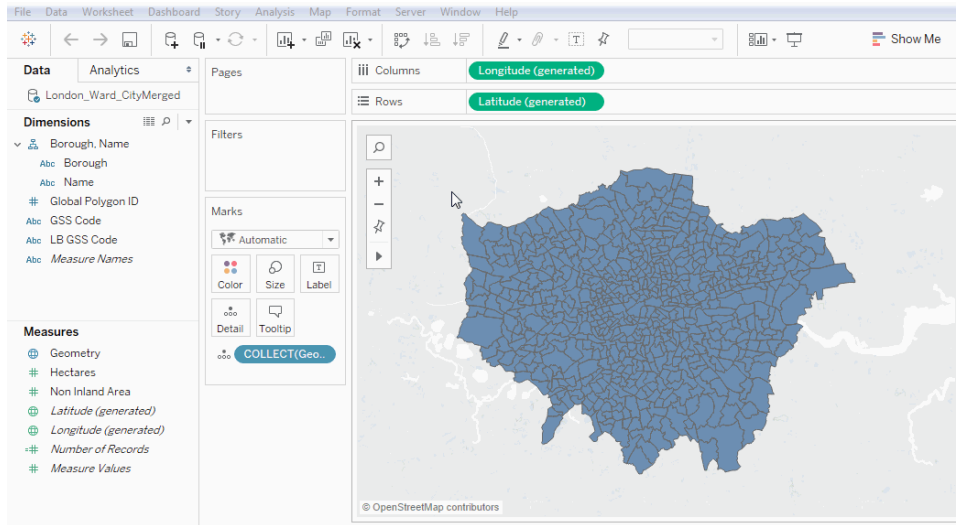 File Data Worksheet Dashboard Story Analysis Map Format Server Window Help
Show Me
Data Analytics
London_Ward_CityMerged
Dimensions
Borough, Name
Abc Borough
Abc Name
# Global Polygon ID
Abc GSS Code
Abc LB GSS Code
Abc Measure Names
Measures
Geometry
# Hectares
# Non Inland Area
Latitude (generated)
Longitude (generated)
=# Number of Records
# Measure Values
Pages
Filters
Marks
Automatic
Color Size Label
Detail Tooltip
COLLECT(Geo..
iii Columns Longitude (generated)
Rows Latitude (generated)
© OpenStreetMap contributors